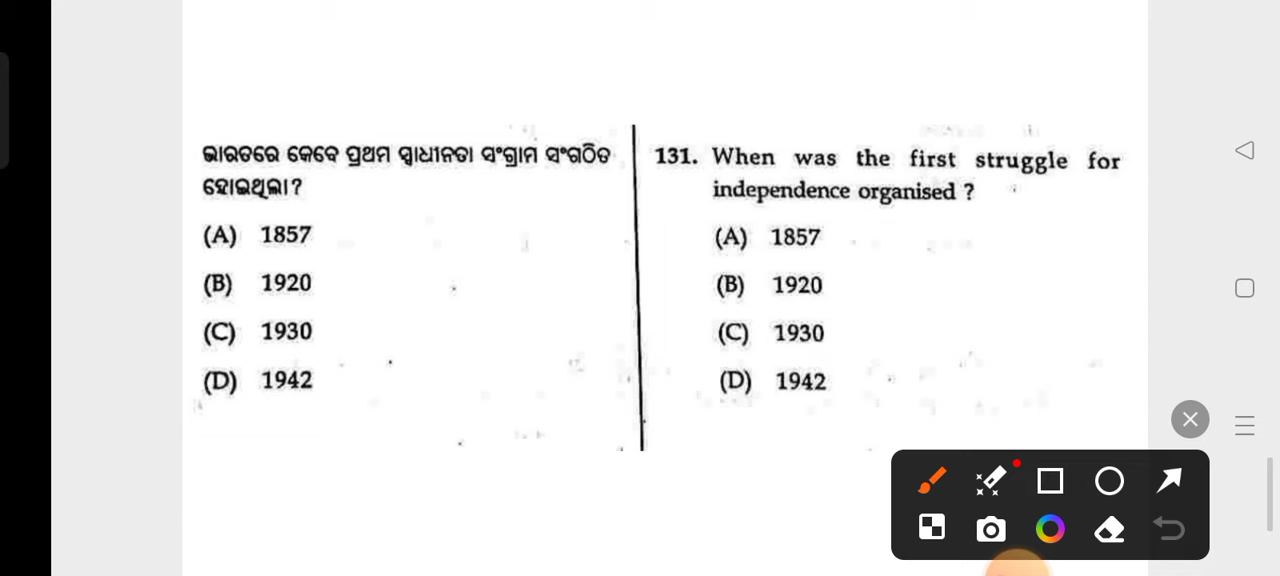 ଭାରତରେ କେବେ ପ୍ରଥମ ସ୍ୱାଧୀନତା ସଂଗ୍ରାମ ସଂଗଠିତ
ହୋଇଥିଲା?
(A) 1857
(B) 1920
(C) 1930
(D) 1942
131. When was the first struggle for
independence organised ?
(A) 1857
(B) 1920
(C) 1930
(D) 1942